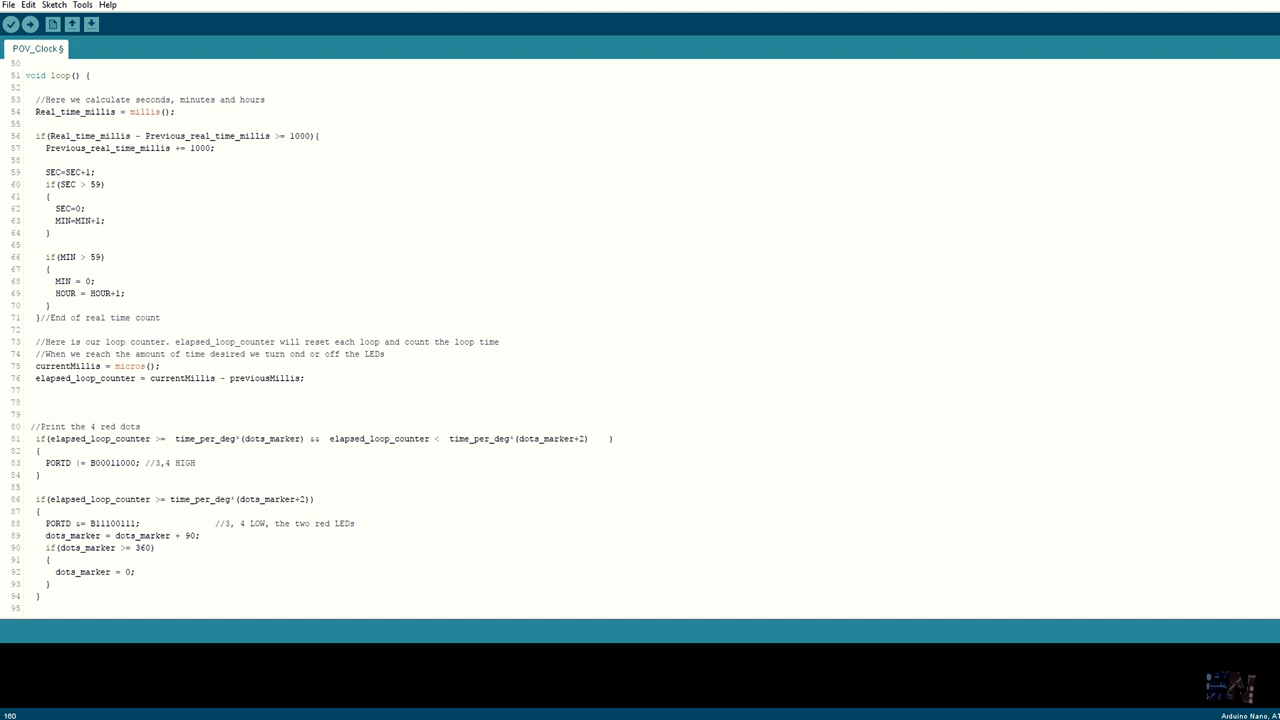 File Edit Sketch Tools Help
POV_Clock §
50
51 void loop() {
52
53 //Here we calculate seconds, minutes and hours
54 Real_time_millis = millis();
55
56 if(Real_time_millis - Previous_real_time_millis >= 1000){
57 Previous_real_time_millis += 1000;
58
59 SEC=SEC+1;
60 if(SEC > 59)
61 {
62 SEC=0;
63 MIN=MIN+1;
64 }
65
66 if(MIN > 59)
67 {
68 MIN = 0;
69 HOUR = HOUR+1;
70 }
71 }//End of real time count
72
73 //Here is our loop counter. elapsed_loop_counter will reset each loop and count the loop time
74 //When we reach the amount of time desired we turn ond or off the LEDs
75 currentMillis = micros();
76 elapsed_loop_counter = currentMillis - previousMillis;
77
78
79
80 //Print the 4 red dots
81 if(elapsed_loop_counter >= time_per_deg*(dots_marker) && elapsed_loop_counter < time_per_deg*(dots_marker+2) )
82 {
83 PORTD |= B00011000; //3,4 HIGH
84 }
85
86 if(elapsed_loop_counter >= time_per_deg*(dots_marker+2))
87 {
88 PORTD &= B11100111; //3, 4 LOW, the two red LEDs
89 dots_marker = dots_marker + 90;
90 if(dots_marker >= 360)
91 {
92 dots_marker = 0;
93 }
94 }
95
160 Arduino Nano, AT